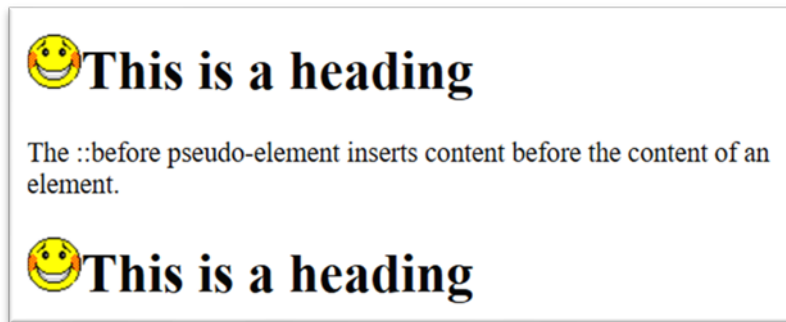 This is a heading
The ::before pseudo-element inserts content before the content of an
element.
This is a heading